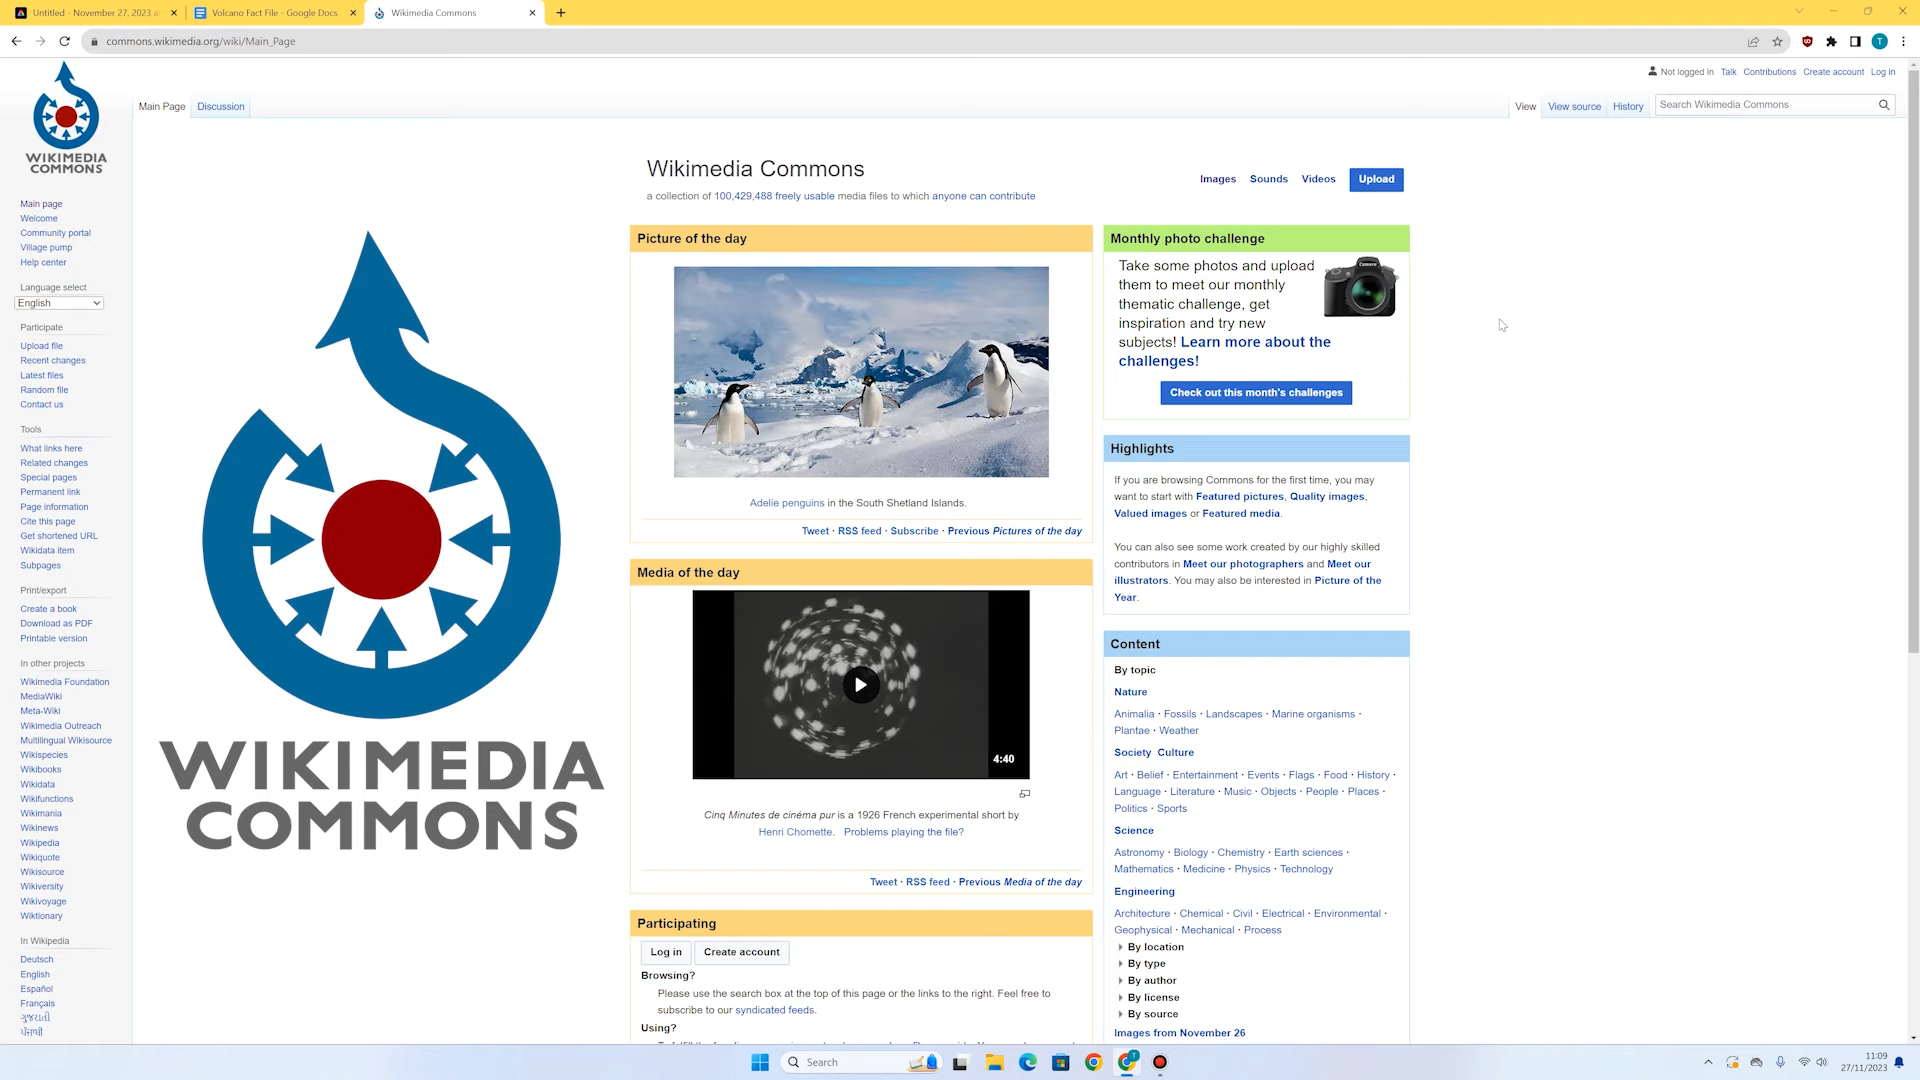 Untitled - November 27, 2023 a
Volcano Fact File - Google Docs
Wikimedia Commons
commons.wikimedia.org/wiki/Main_Page
T
WIKIMEDIA
COMMONS
Not logged in Talk Contributions Create account Log in
Main Page Discussion
View View source History Search Wikimedia Commons
Main page
Welcome
Community portal
Village pump
Help center
Language select
English
Participate
Upload file
Recent changes
Latest files
Random file
Contact us
Tools
What links here
Related changes
Special pages
Permanent link
Page information
Cite this page
Get shortened URL
Wikidata item
Subpages
Print/export
Create a book
Download as PDF
Printable version
In other projects
Wikimedia Foundation
MediaWiki
Meta-Wiki
Wikimedia Outreach
Multilingual Wikisource
Wikispecies
Wikibooks
Wikidata
Wikifunctions
Wikimania
Wikinews
Wikipedia
Wikiquote
Wikisource
Wikiversity
Wikivoyage
Wiktionary
In Wikipedia
Deutsch
English
Español
Français
ગુજરાતી
ਪੰਜਾਬੀ
WIKIMEDIA
COMMONS
Wikimedia Commons
a collection of 100,429,488 freely usable media files to which anyone can contribute
Images Sounds Videos Upload
Picture of the day
Adelie penguins in the South Shetland Islands.
Tweet · RSS feed · Subscribe · Previous Pictures of the day
Media of the day
4:40
Cinq Minutes de cinéma pur is a 1926 French experimental short by
Henri Chomette. Problems playing the file?
Tweet · RSS feed · Previous Media of the day
Participating
Log in Create account
Browsing?
Please use the search box at the top of this page or the links to the right. Feel free to
subscribe to our syndicated feeds.
Using?
Monthly photo challenge
Take some photos and upload
them to meet our monthly
thematic challenge, get
inspiration and try new
subjects! Learn more about the
challenges!
Check out this month's challenges
Highlights
If you are browsing Commons for the first time, you may
want to start with Featured pictures, Quality images,
Valued images or Featured media.
You can also see some work created by our highly skilled
contributors in Meet our photographers and Meet our
illustrators. You may also be interested in Picture of the
Year.
Content
By topic
Nature
Animalia · Fossils · Landscapes · Marine organisms ·
Plantae · Weather
Society Culture
Art · Belief · Entertainment · Events · Flags · Food · History ·
Language · Literature · Music · Objects · People · Places ·
Politics · Sports
Science
Astronomy · Biology · Chemistry · Earth sciences ·
Mathematics · Medicine · Physics · Technology
Engineering
Architecture · Chemical · Civil · Electrical · Environmental ·
Geophysical · Mechanical · Process
By location
By type
By author
By license
By source
Images from November 26
Search
11:09
27/11/2023